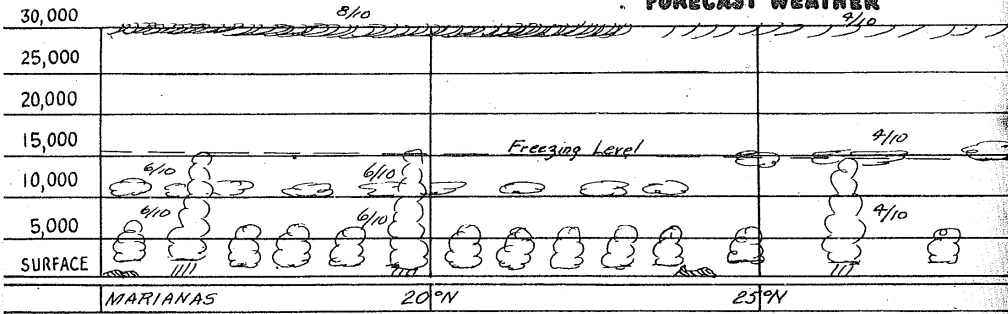 FORECAST WEATHER
30,000 8/10 4/10
25,000
20,000
15,000 Freezing Level 4/10
10,000 6/10 6/10
5,000 6/10 6/10 4/10
SURFACE
MARIANAS 20°N 25°N